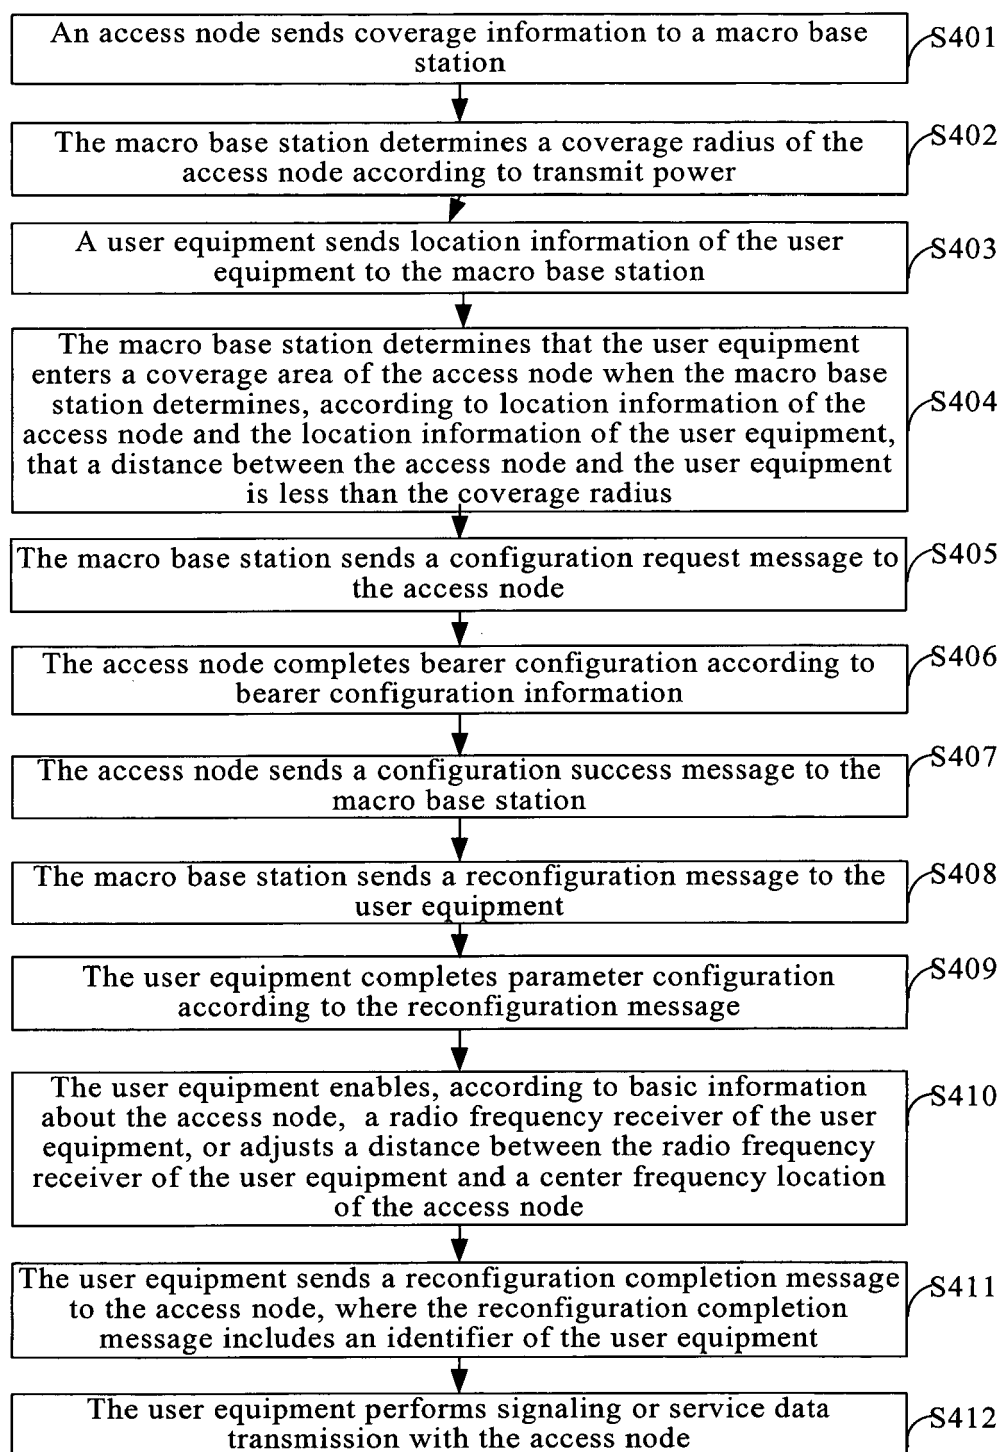 An access node sends coverage information to a macro base
station
S401
The macro base station determines a coverage radius of the
access node according to transmit power
S402
A user equipment sends location information of the user
equipment to the macro base station
S403
The macro base station determines that the user equipment
enters a coverage area of the access node when the macro base
station determines, according to location information of the
access node and the location information of the user equipment,
that a distance between the access node and the user equipment
is less than the coverage radius
S404
The macro base station sends a configuration request message to
the access node
S405
The access node completes bearer configuration according to
bearer configuration information
S406
The access node sends a configuration success message to the
macro base station
S407
The macro base station sends a reconfiguration message to the
user equipment
S408
The user equipment completes parameter configuration
according to the reconfiguration message
S409
The user equipment enables, according to basic information
about the access node, a radio frequency receiver of the user
equipment, or adjusts a distance between the radio frequency
receiver of the user equipment and a center frequency location
of the access node
S410
The user equipment sends a reconfiguration completion message
to the access node, where the reconfiguration completion
message includes an identifier of the user equipment
S411
The user equipment performs signaling or service data
transmission with the access node
S412